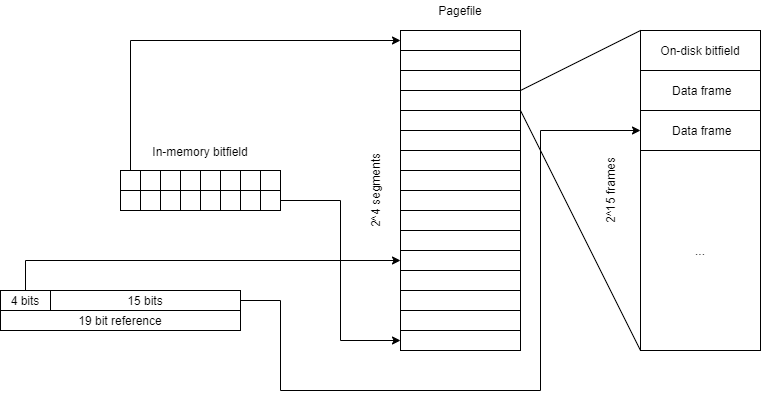 Pagefile
On-disk bitfield
Data frame
Data frame
In-memory bitfield
2^4 segments
2^15 frames
...
4 bits
15 bits
19 bit reference